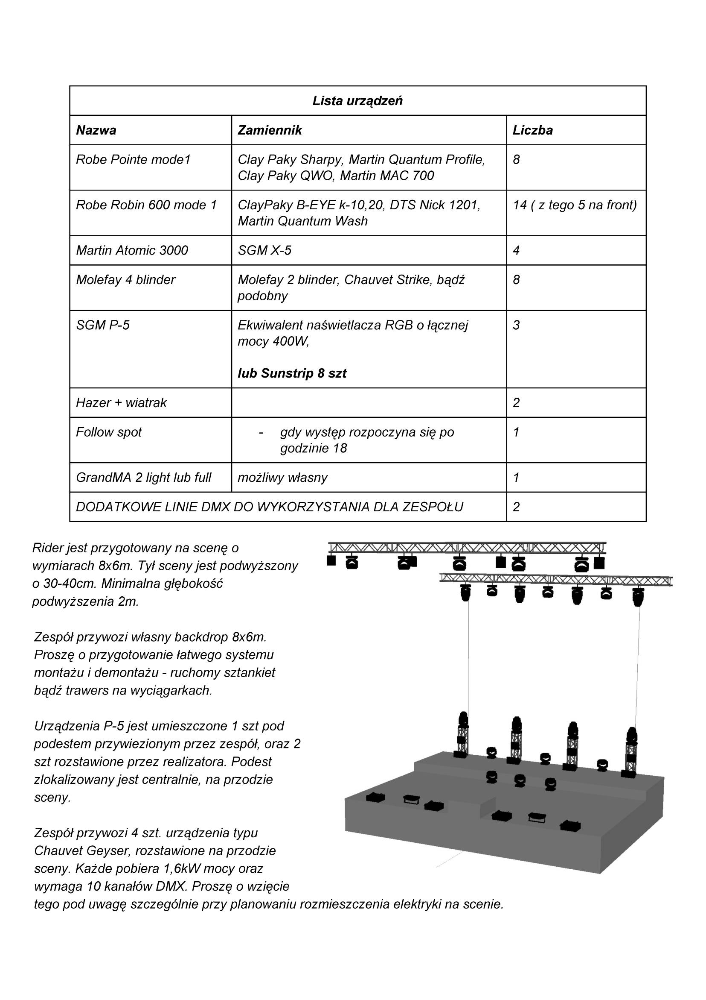 Lista urządzeń
Nazwa Zamiennik Liczba
Robe Pointe mode1 Clay Paky Sharpy, Martin Quantum Profile, 8
Clay Paky QWO, Martin MAC 700
Robe Robin 600 mode 1 ClayPaky B-EYE k-10,20, DTS Nick 1201, 14 ( z tego 5 na front)
Martin Quantum Wash
Martin Atomic 3000 SGM X-5 4
Molefay 4 blinder Molefay 2 blinder, Chauvet Strike, bądź 8
podobny
SGM P-5 Ekwiwalent naświetlacza RGB o łącznej 3
mocy 400W,
lub Sunstrip 8 szt
Hazer + wiatrak 2
Follow spot - gdy występ rozpoczyna się po 1
godzinie 18
GrandMA 2 light lub full możliwy własny 1
DODATKOWE LINIE DMX DO WYKORZYSTANIA DLA ZESPOŁU 2
Rider jest przygotowany na scenę o
wymiarach 8x6m. Tył sceny jest podwyższony
o 30-40cm. Minimalna głębokość
podwyższenia 2m.
Zespół przywozi własny backdrop 8x6m.
Proszę o przygotowanie łatwego systemu
montażu i demontażu - ruchomy sztankiet
bądź trawers na wyciągarkach.
Urządzenia P-5 jest umieszczone 1 szt pod
podestem przywiezionym przez zespół, oraz 2
szt rozstawione przez realizatora. Podest
zlokalizowany jest centralnie, na przodzie
sceny.
Zespół przywozi 4 szt. urządzenia typu
Chauvet Geyser, rozstawione na przodzie
sceny. Każde pobiera 1,6kW mocy oraz
wymaga 10 kanałów DMX. Proszę o wzięcie
tego pod uwagę szczególnie przy planowaniu rozmieszczenia elektryki na scenie.